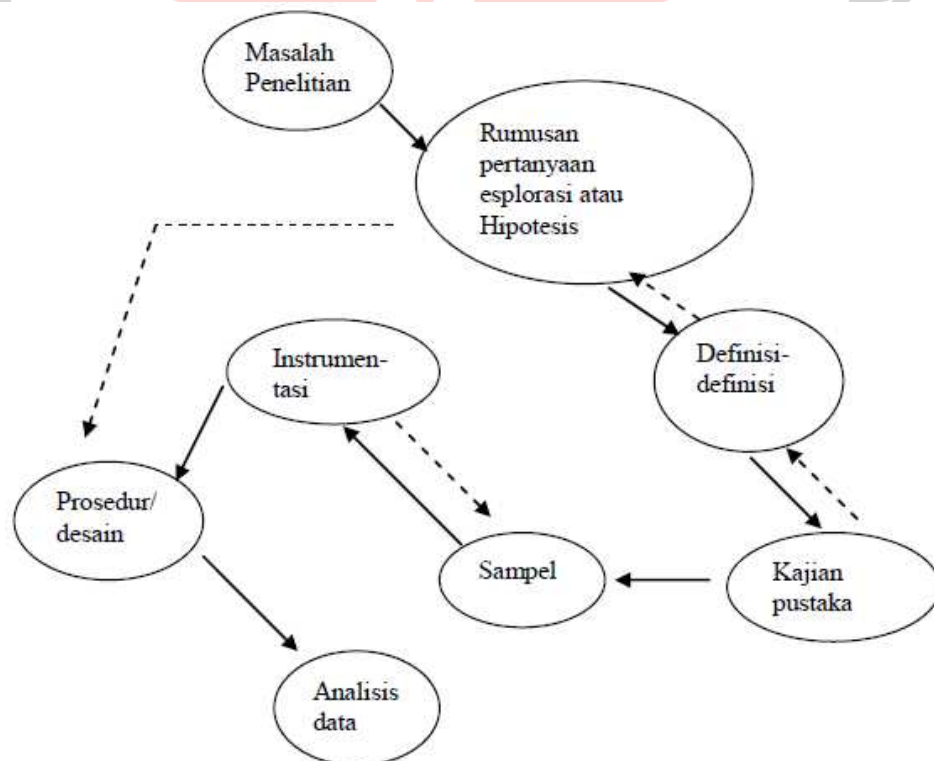 Masalah
Penelitian
Rumusan
pertanyaan
esplorasi atau
Hipotesis
Definisi-
definisi
Instrumen-
tasi
Prosedur/
desain
Sampel
Kajian
pustaka
Analisis
data